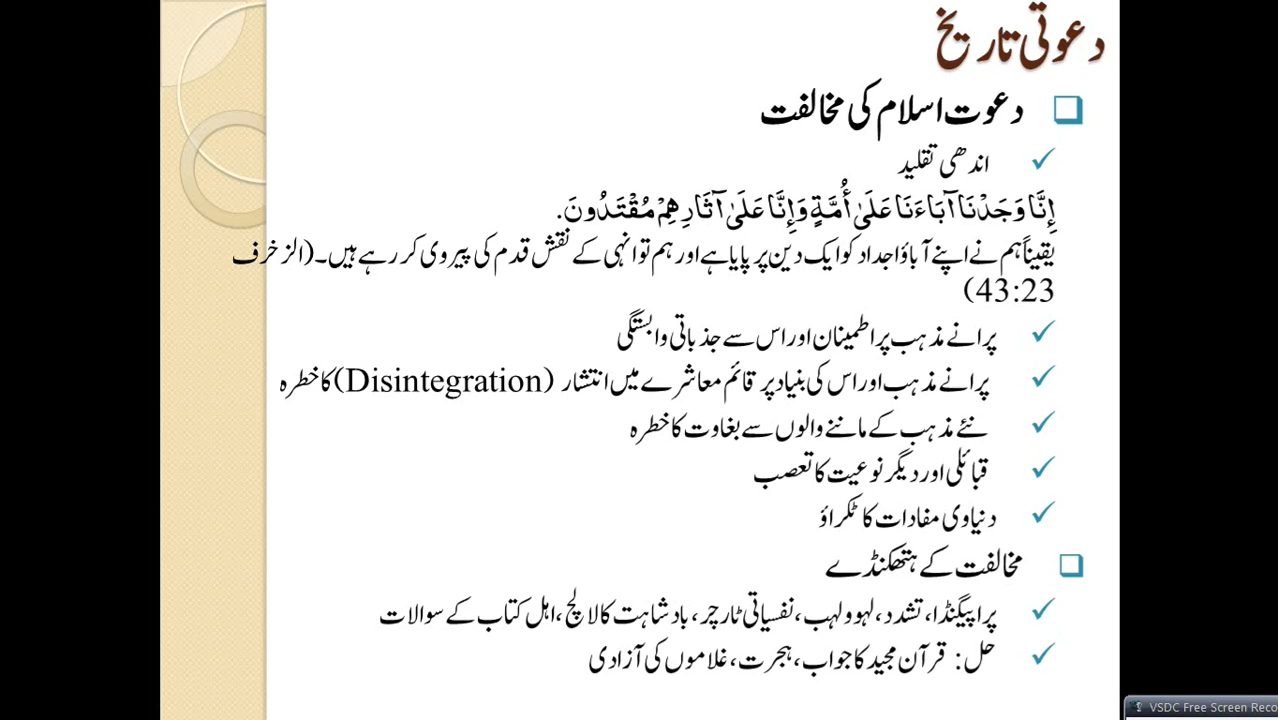 دعوتی تاریخ
دعوت اسلام کی مخالفت
اندھی تقلید
إِنَّا وَجَدْنَا آبَاءَنَا عَلَىٰ أُمَّةٍ وَإِنَّا عَلَىٰ آثَارِهِمْ مُقْتَدُونَ.
یقیناً ہم نے اپنے آباؤ اجداد کو ایک دین پر پایا ہے اور ہم تو انہی کے نقش قدم کی پیروی کر رہے ہیں۔ (الزخرف
43:23)
پرانے مذہب پر اطمینان اور اس سے جذباتی وابستگی
پرانے مذہب اور اس کی بنیاد پر قائم معاشرے میں انتشار (Disintegration) کا خطرہ
نئے مذہب کے ماننے والوں سے بغاوت کا خطرہ
قبائلی اور دیگر نوعیت کا تعصب
دنیاوی مفادات کا ٹکراؤ
مخالفت کے ہتھکنڈے
پراپیگنڈا، تشدد، لہو و لہب، نفسیاتی ٹارچر، بادشاہت کا لالچ، اہل کتاب کے سوالات
حل: قرآن مجید کا جواب، ہجرت، غلاموں کی آزادی
VSDC Free Screen Reco